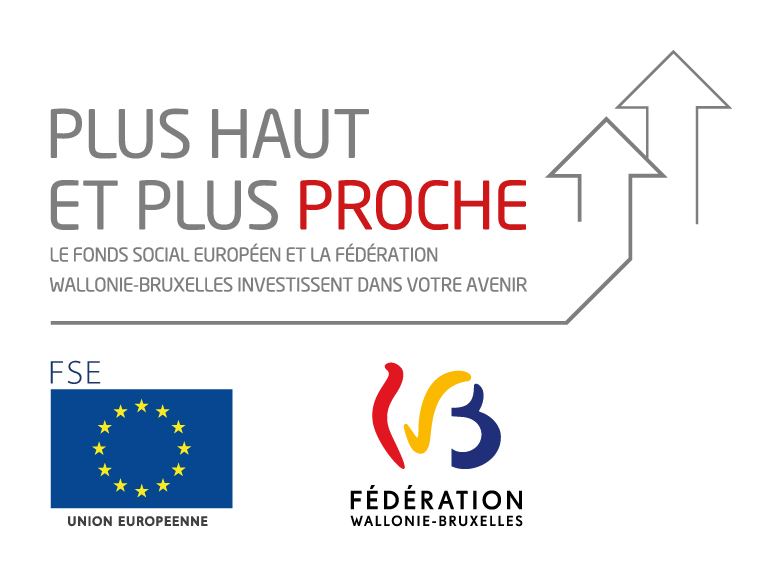 PLUS HAUT
ET PLUS PROCHE
LE FONDS SOCIAL EUROPÉEN ET LA FÉDÉRATION
WALLONIE-BRUXELLES INVESTISSENT DANS VOTRE AVENIR
FSE
UNION EUROPEENNE
FÉDÉRATION
WALLONIE-BRUXELLES